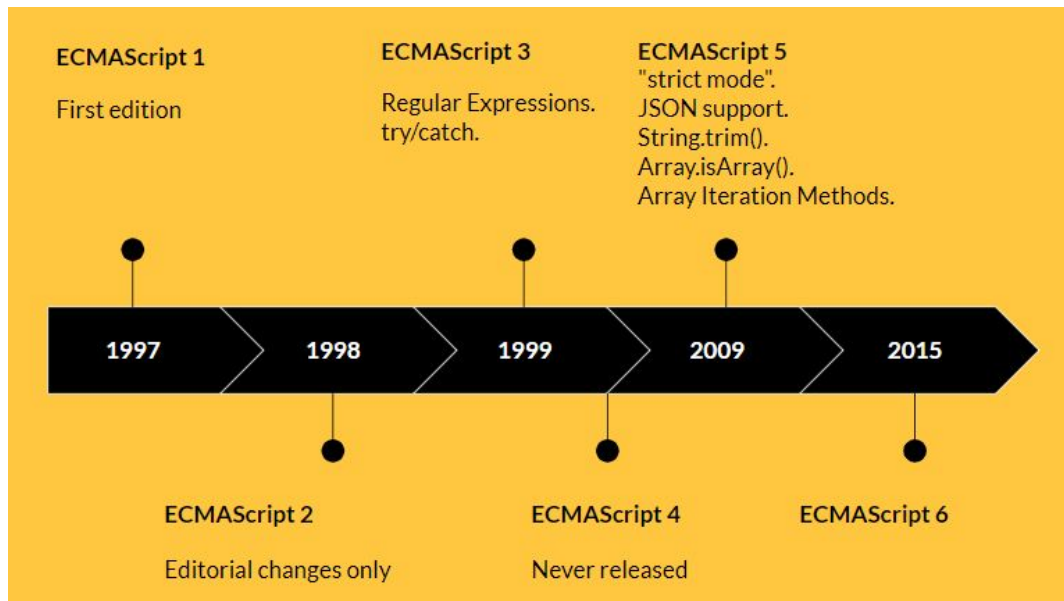 ECMAScript 1
First edition
ECMAScript 3
Regular Expressions.
try/catch.
ECMAScript 5
"strict mode".
JSON support.
String.trim().
Array.isArray().
Array Iteration Methods.
1997
1998
1999
2009
2015
ECMAScript 2
Editorial changes only
ECMAScript 4
Never released
ECMAScript 6